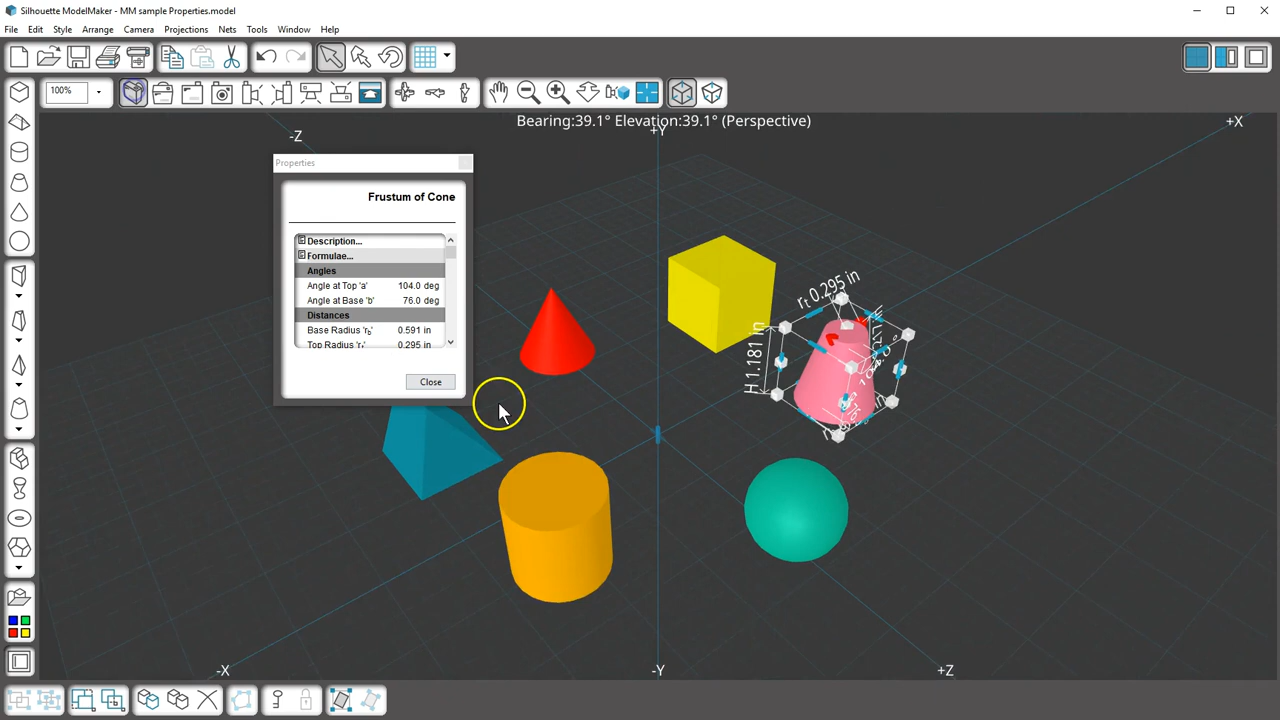 Silhouette ModelMaker - MM sample Properties.model
File Edit Style Arrange Camera Projections Nets Tools Window Help
100%
Bearing:39.1° Elevation:39.1° (Perspective)
-Z
+Y
+X
Properties
Frustum of Cone
Description...
Formulae...
Angles
Angle at Top 'a' 104.0 deg
Angle at Base 'b' 76.0 deg
Distances
Base Radius 'rb' 0.591 in
Top Radius 'rt' 0.295 in
Close
rt 0.295 in
H 1.181 in
-X
-Y
+Z